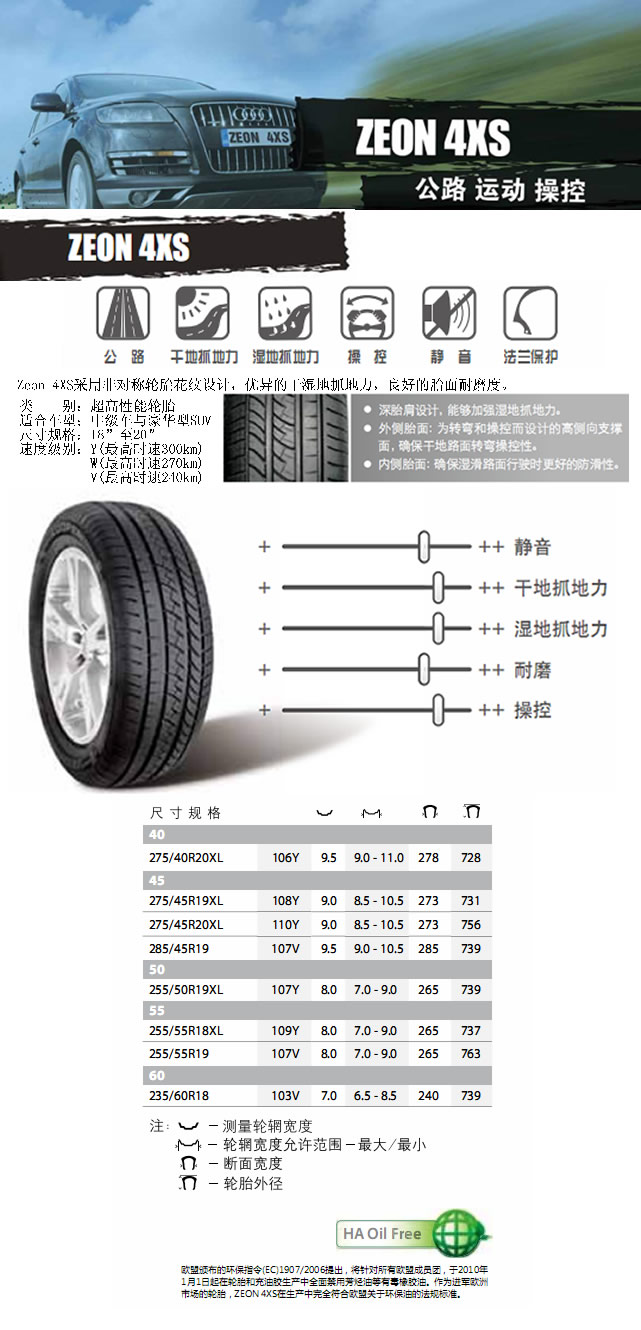 ZEON 4XS
ZEON 4XS
公路 运动 操控
ZEON 4XS
公路 干地抓地力 湿地抓地力 操控 静音 法兰保护
Zeon 4XS采用非对称轮胎花纹设计，优异的干湿地抓地力，良好的胎面耐磨度。
类 别：超高性能轮胎
适合车型：中级车与豪华型SUV
尺寸规格：18”至20”
速度级别：Y(最高时速300km)
W(最高时速270km)
V(最高时速240km)
● 深胎肩设计，能够加强湿地抓地力。
● 外侧胎面：为转弯和操控而设计的高侧向支撑
面，确保干地路面转弯操控性。
● 内侧胎面：确保湿滑路面行驶时更好的防滑性。
+ ++ 静音
+ ++ 干地抓地力
+ ++ 湿地抓地力
+ ++ 耐磨
+ ++ 操控
尺寸规格
40
275/40R20XL 106Y 9.5 9.0 - 11.0 278 728
45
275/45R19XL 108Y 9.0 8.5 - 10.5 273 731
275/45R20XL 110Y 9.0 8.5 - 10.5 273 756
285/45R19 107V 9.5 9.0 - 10.5 285 739
50
255/50R19XL 107Y 8.0 7.0 - 9.0 265 739
55
255/55R18XL 109Y 8.0 7.0 - 9.0 265 737
255/55R19 107V 8.0 7.0 - 9.0 265 763
60
235/60R18 103V 7.0 6.5 - 8.5 240 739
注： － 测量轮辋宽度
－ 轮辋宽度允许范围－最大/最小
－ 断面宽度
－ 轮胎外径
HA Oil Free
欧盟颁布的环保指令(EC)1907/2006提出，将针对所有欧盟成员团，于2010年
1月1日起在轮胎和充油胶生产中全面禁用芳烃油等有毒橡胶油。作为进军欧洲
市场的轮胎，ZEON 4XS在生产中完全符合欧盟关于环保油的法规标准。